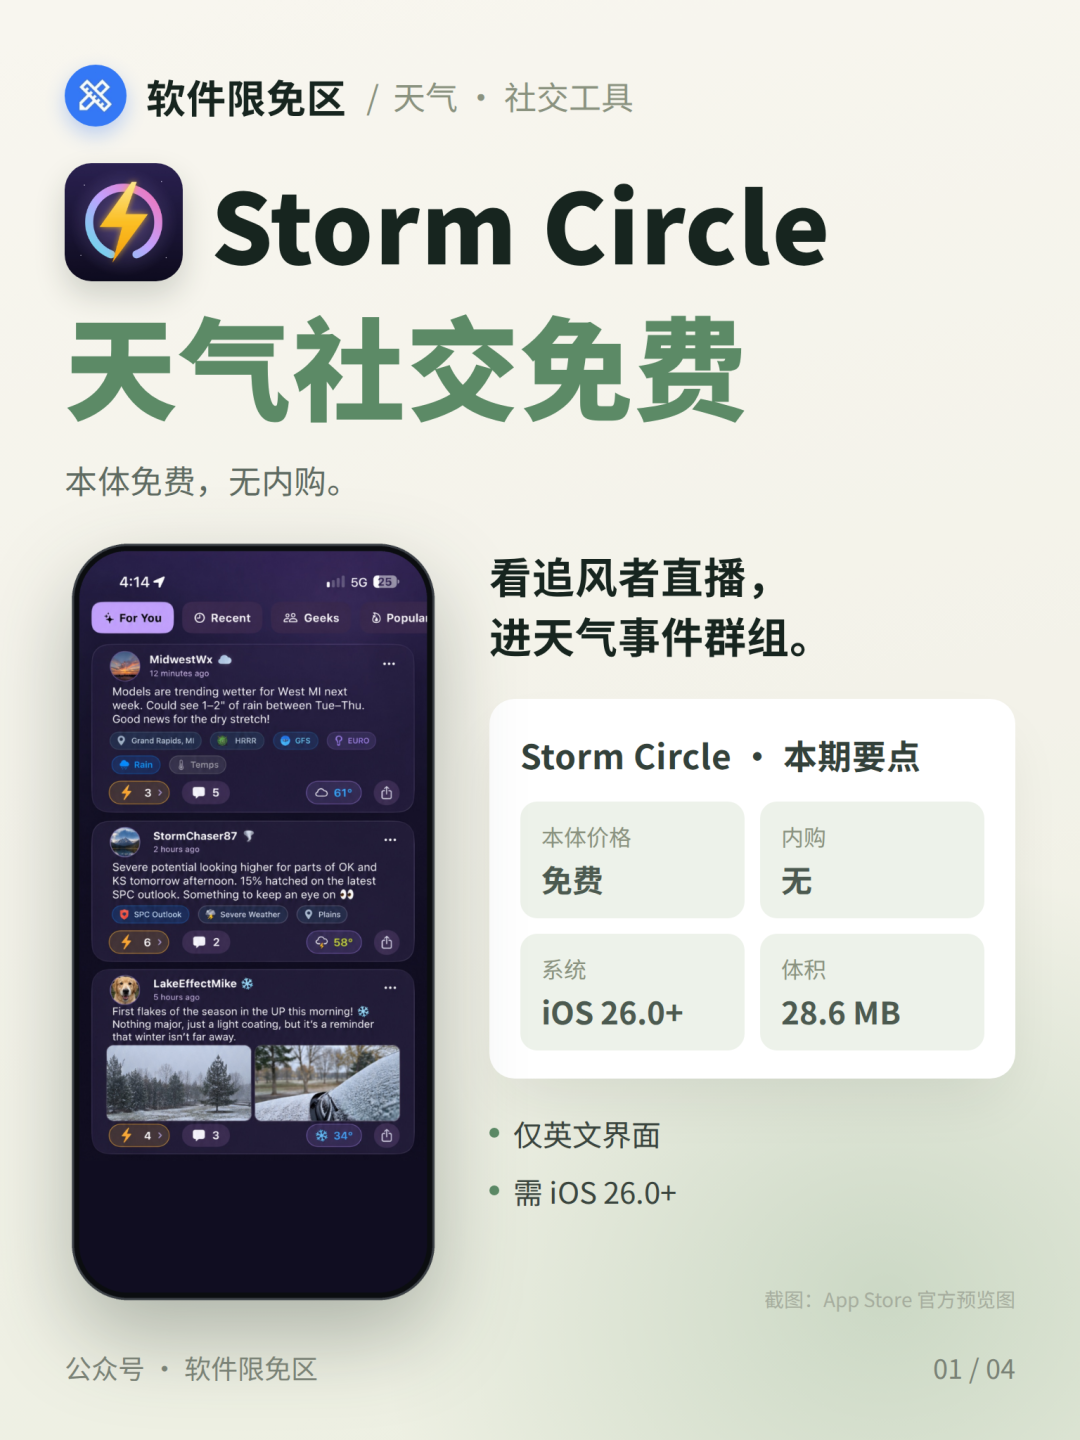 软件限免区 / 天气 · 社交工具
Storm Circle
天气社交免费
本体免费，无内购。
4:14 5G 25
For You Recent Geeks Popular
MidwestWx
12 minutes ago
Models are trending wetter for West MI next
week. Could see 1–2" of rain between Tue–Thu.
Good news for the dry stretch!
Grand Rapids, MI HRRR GFS EURO
Rain Temps
3 5 61°
StormChaser87
2 hours ago
Severe potential looking higher for parts of OK and
KS tomorrow afternoon. 15% hatched on the latest
SPC outlook. Something to keep an eye on 👀
SPC Outlook Severe Weather Plains
6 2 58°
LakeEffectMike
5 hours ago
First flakes of the season in the UP this morning! ❄️
Nothing major, just a light coating, but it's a reminder
that winter isn't far away.
4 3 34°
看追风者直播，
进天气事件群组。
Storm Circle · 本期要点
本体价格
免费
内购
无
系统
iOS 26.0+
体积
28.6 MB
• 仅英文界面
• 需 iOS 26.0+
截图：App Store 官方预览图
公众号 · 软件限免区
01 / 04